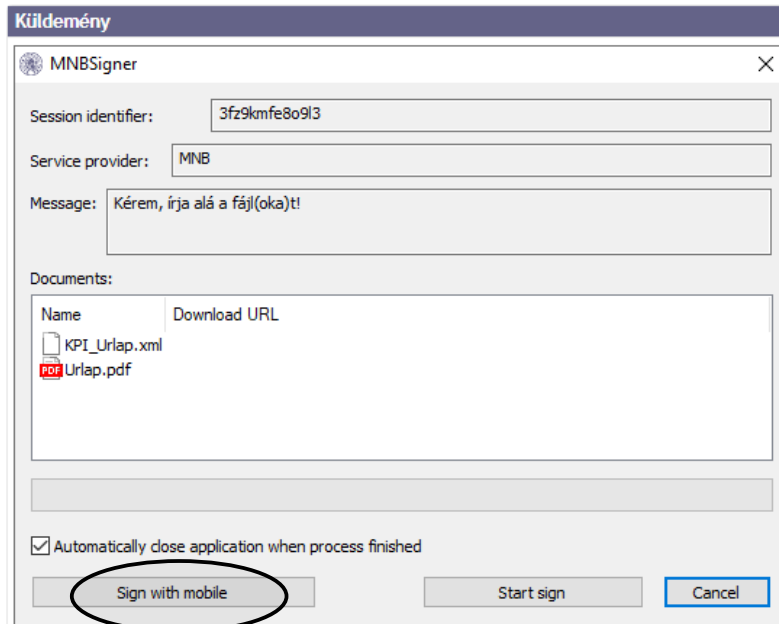 Küldemény
MNBSigner
Session identifier: 3fz9kmfe8o9l3
Service provider: MNB
Message: Kérem, írja alá a fájl(oka)t!
Documents:
Name Download URL
KPI_Urlap.xml
PDF Urlap.pdf
Automatically close application when process finished
Sign with mobile Start sign Cancel